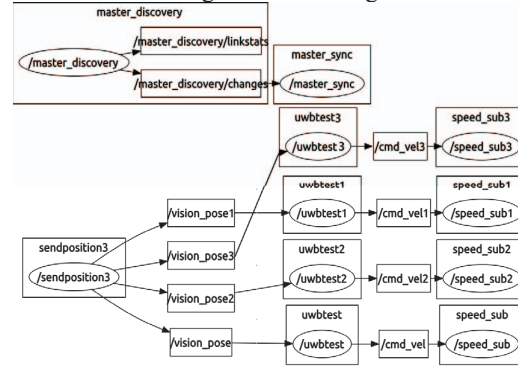 master_discovery
/master_discovery/linkstats
/master_discovery
/master_discovery/changes
master_sync
/master_sync
uwbtest3
/uwbtest3
/cmd_vel3
speed_sub3
/speed_sub3
uwbtest1
/vision_pose1
/uwbtest1
/cmd_vel1
speed_sub1
/speed_sub1
sendposition3
/sendposition3
/vision_pose3
uwbtest2
/vision_pose2
/uwbtest2
/cmd_vel2
speed_sub2
/speed_sub2
uwbtest
/vision_pose
/uwbtest
/cmd_vel
speed_sub
/speed_sub